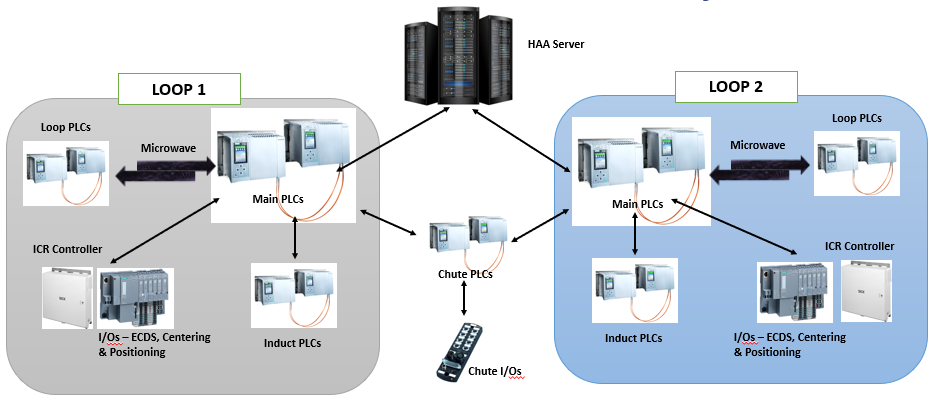 HAA Server
LOOP 1
Loop PLCs
Microwave
Main PLCs
ICR Controller
I/Os – ECDS, Centering
& Positioning
Induct PLCs
Chute PLCs
Chute I/Os
LOOP 2
Loop PLCs
Microwave
Main PLCs
ICR Controller
I/Os – ECDS, Centering
& Positioning
Induct PLCs